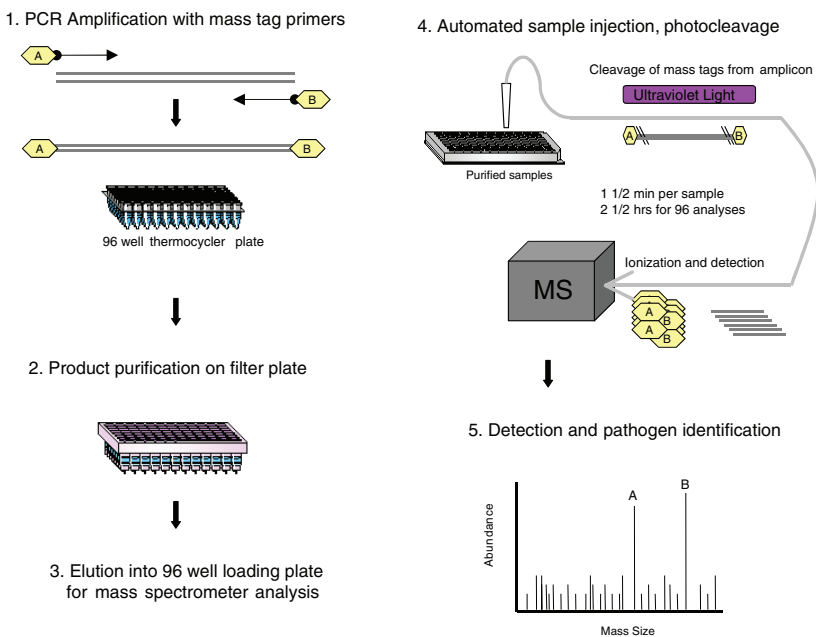 1. PCR Amplification with mass tag primers
A
B
A
B
96 well thermocycler plate
2. Product purification on filter plate
3. Elution into 96 well loading plate
for mass spectrometer analysis
4. Automated sample injection, photocleavage
Cleavage of mass tags from amplicon
Ultraviolet Light
A
B
Purified samples
1 1/2 min per sample
2 1/2 hrs for 96 analyses
Ionization and detection
MS
A
B
A
B
5. Detection and pathogen identification
A
B
Abundance
Mass Size